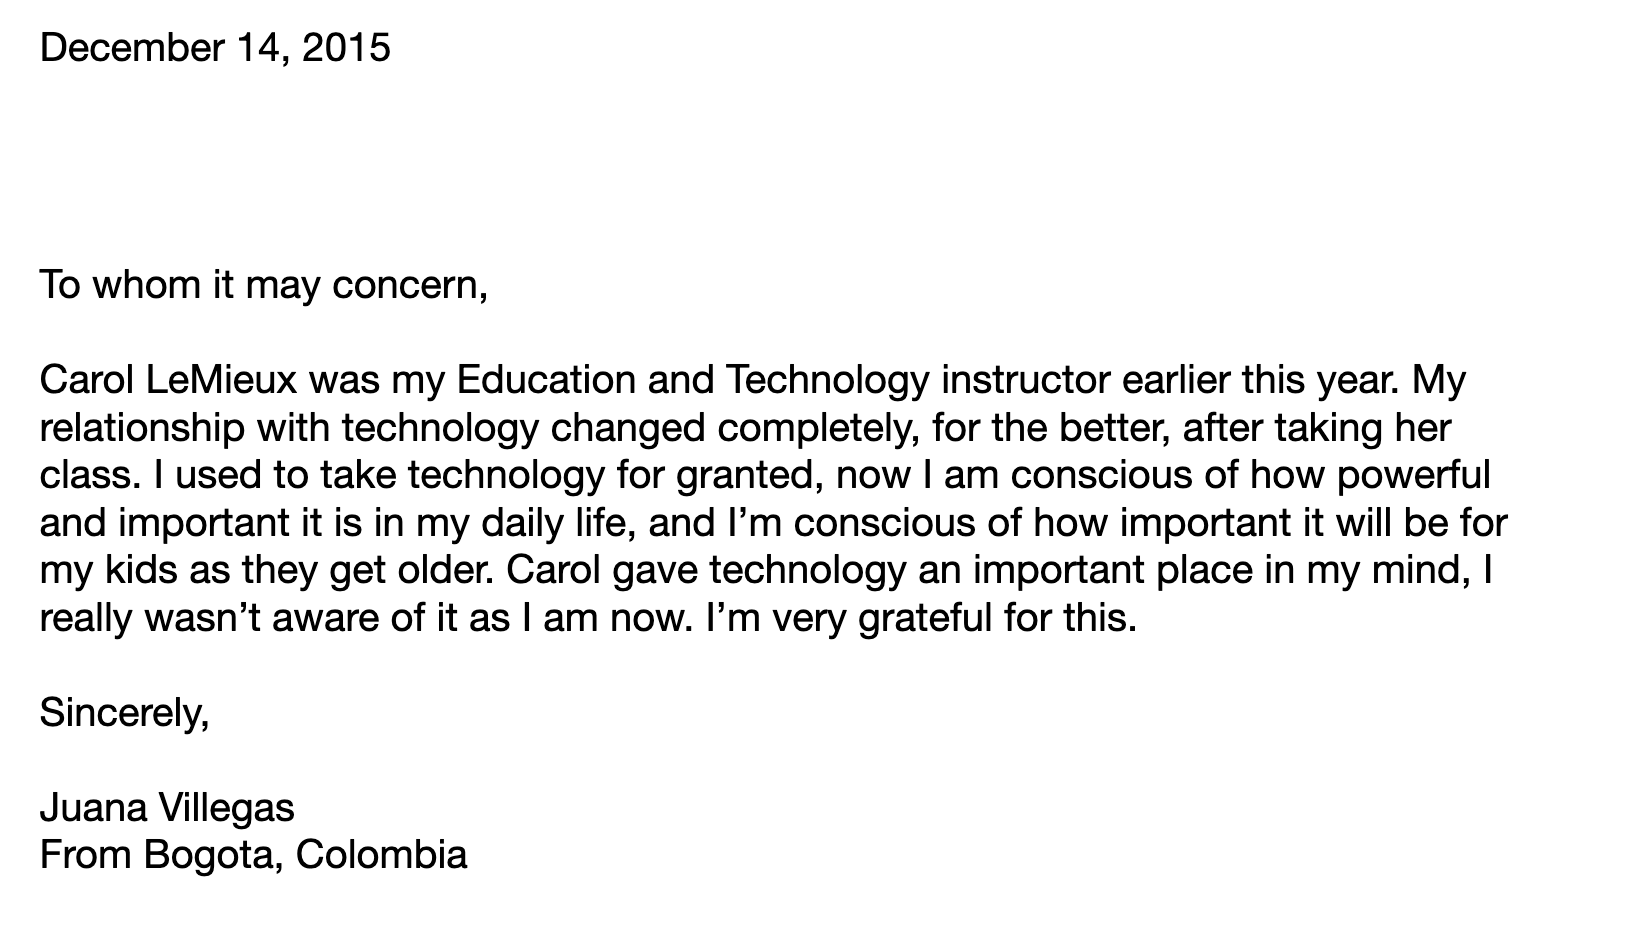 December 14, 2015
To whom it may concern,
Carol LeMieux was my Education and Technology instructor earlier this year. My
relationship with technology changed completely, for the better, after taking her
class. I used to take technology for granted, now I am conscious of how powerful
and important it is in my daily life, and I’m conscious of how important it will be for
my kids as they get older. Carol gave technology an important place in my mind, I
really wasn’t aware of it as I am now. I’m very grateful for this.
Sincerely,
Juana Villegas
From Bogota, Colombia